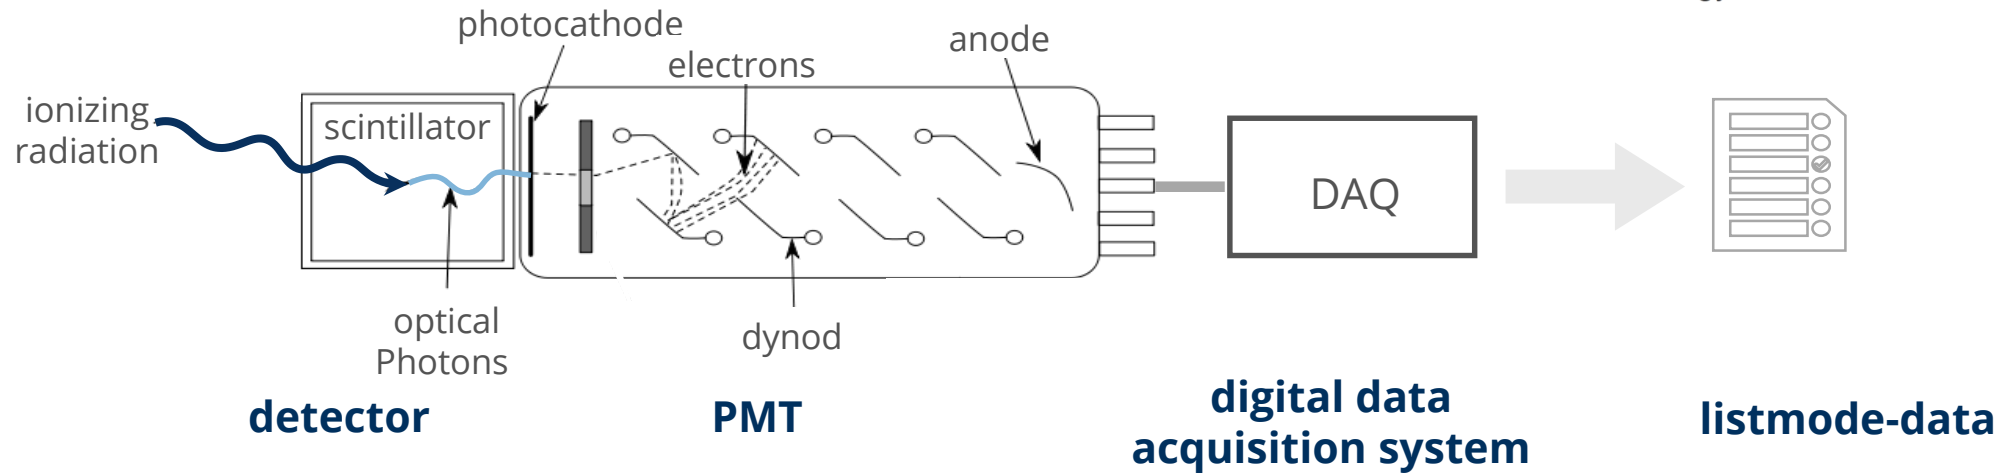 photocathode
anode
electrons
ionizing
radiation
scintillator
DAQ
optical
Photons
dynod
detector
PMT
digital data
acquisition system
listmode-data